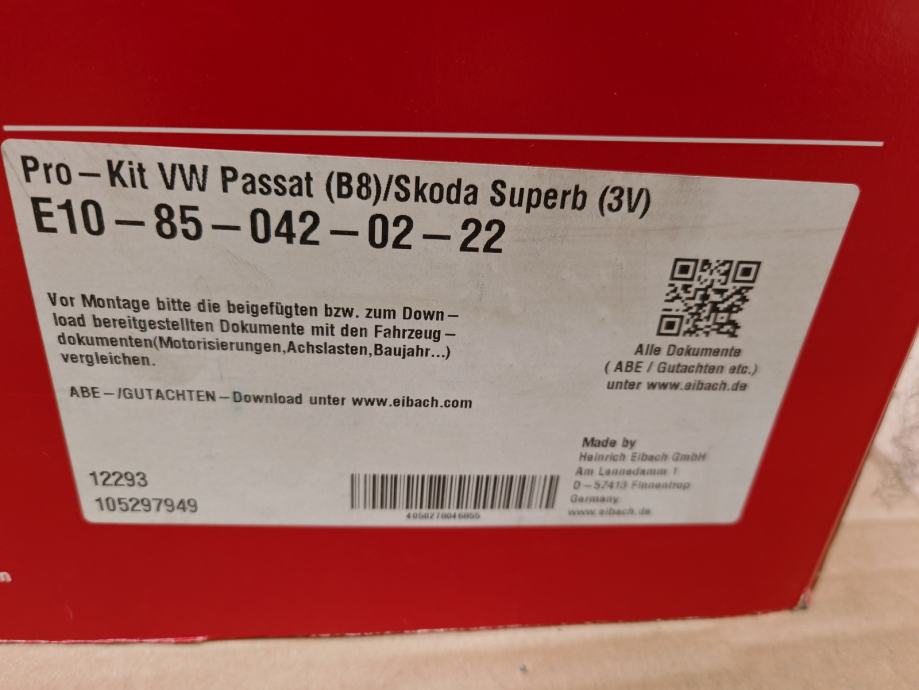 Pro-Kit VW Passat (B8)/Skoda Superb (3V)
E10-85-042-02-22
Vor Montage bitte die beigefügten bzw. zum Down-
load bereitgestellten Dokumente mit den Fahrzeug-
dokumenten(Motorisierungen,Achslasten,Baujahr...)
vergleichen.
ABE-/GUTACHTEN-Download unter www.eibach.com
Alle Dokumente
( ABE / Gutachten etc.)
unter www.eibach.de
12293
105297949
Made by
Heinrich Eibach GmbH
Am Lennedamm 1
D-57413 Finnentrop
Germany
www.eibach.de